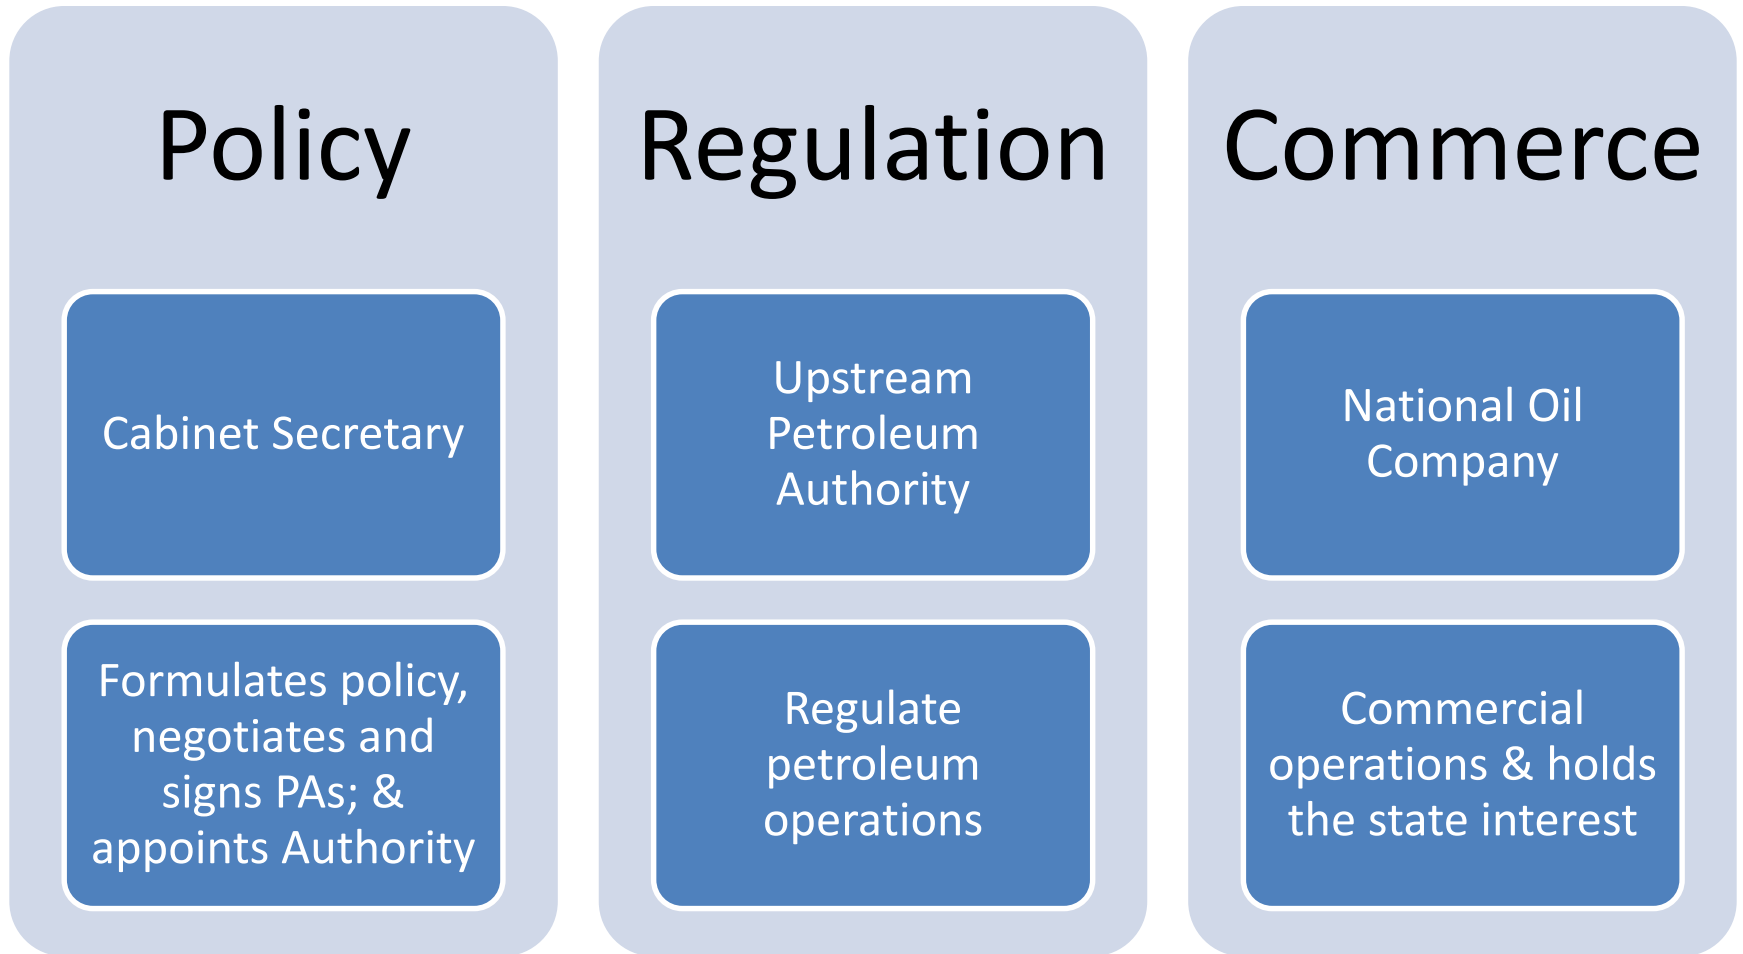 Policy
Cabinet Secretary
Formulates policy,
negotiates and
signs PAs; &
appoints Authority
Regulation
Upstream
Petroleum
Authority
Regulate
petroleum
operations
Commerce
National Oil
Company
Commercial
operations & holds
the state interest